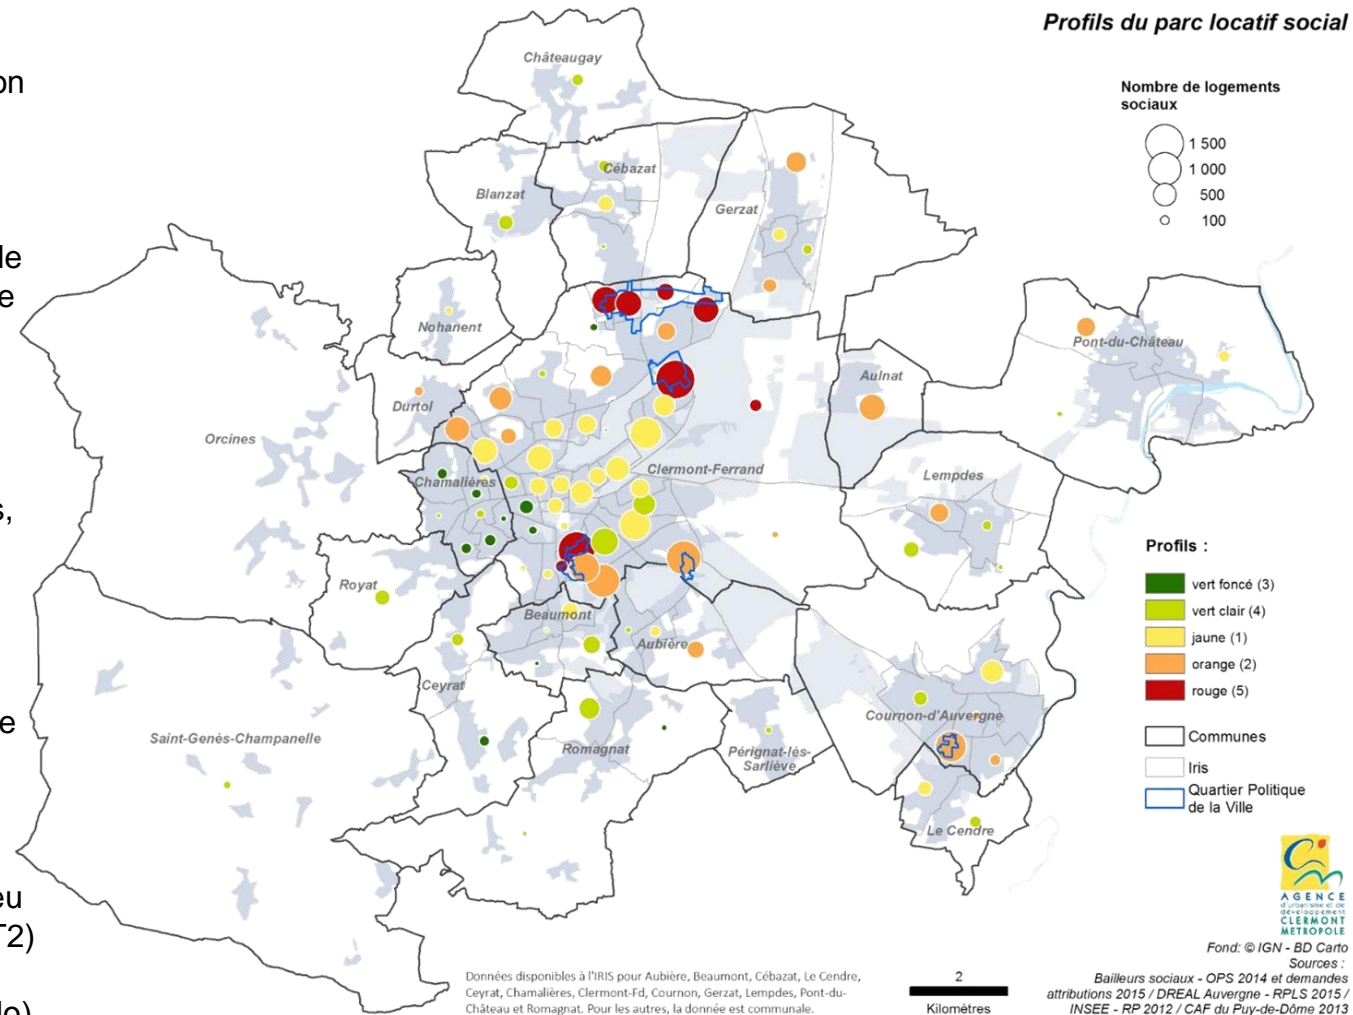 Profils du parc locatif social
on
le
e
s,
e
eu
T2)
lo)
Nombre de logements
sociaux
1 500
1 000
500
100
Châteaugay
Cébazat
Blanzat
Gerzat
Nohanent
Pont-du-Château
Durtol
Aulnat
Orcines
Chamalières
Clermont-Ferrand
Lempdes
Royat
Beaumont
Aubière
Ceyrat
Cournon-d'Auvergne
Saint-Genès-Champanelle
Romagnat
Pérignat-lès-
Sarliève
Le Cendre
Profils :
vert foncé (3)
vert clair (4)
jaune (1)
orange (2)
rouge (5)
Communes
Iris
Quartier Politique
de la Ville
AGENCE
d'urbanisme et de
développement
CLERMONT
METROPOLE
Données disponibles à l'IRIS pour Aubière, Beaumont, Cébazat, Le Cendre,
Ceyrat, Chamalières, Clermont-Fd, Cournon, Gerzat, Lempdes, Pont-du-
Château et Romagnat. Pour les autres, la donnée est communale.
2
Kilomètres
Fond: © IGN - BD Carto
Sources :
Bailleurs sociaux - OPS 2014 et demandes
attributions 2015 / DREAL Auvergne - RPLS 2015 /
INSEE - RP 2012 / CAF du Puy-de-Dôme 2013